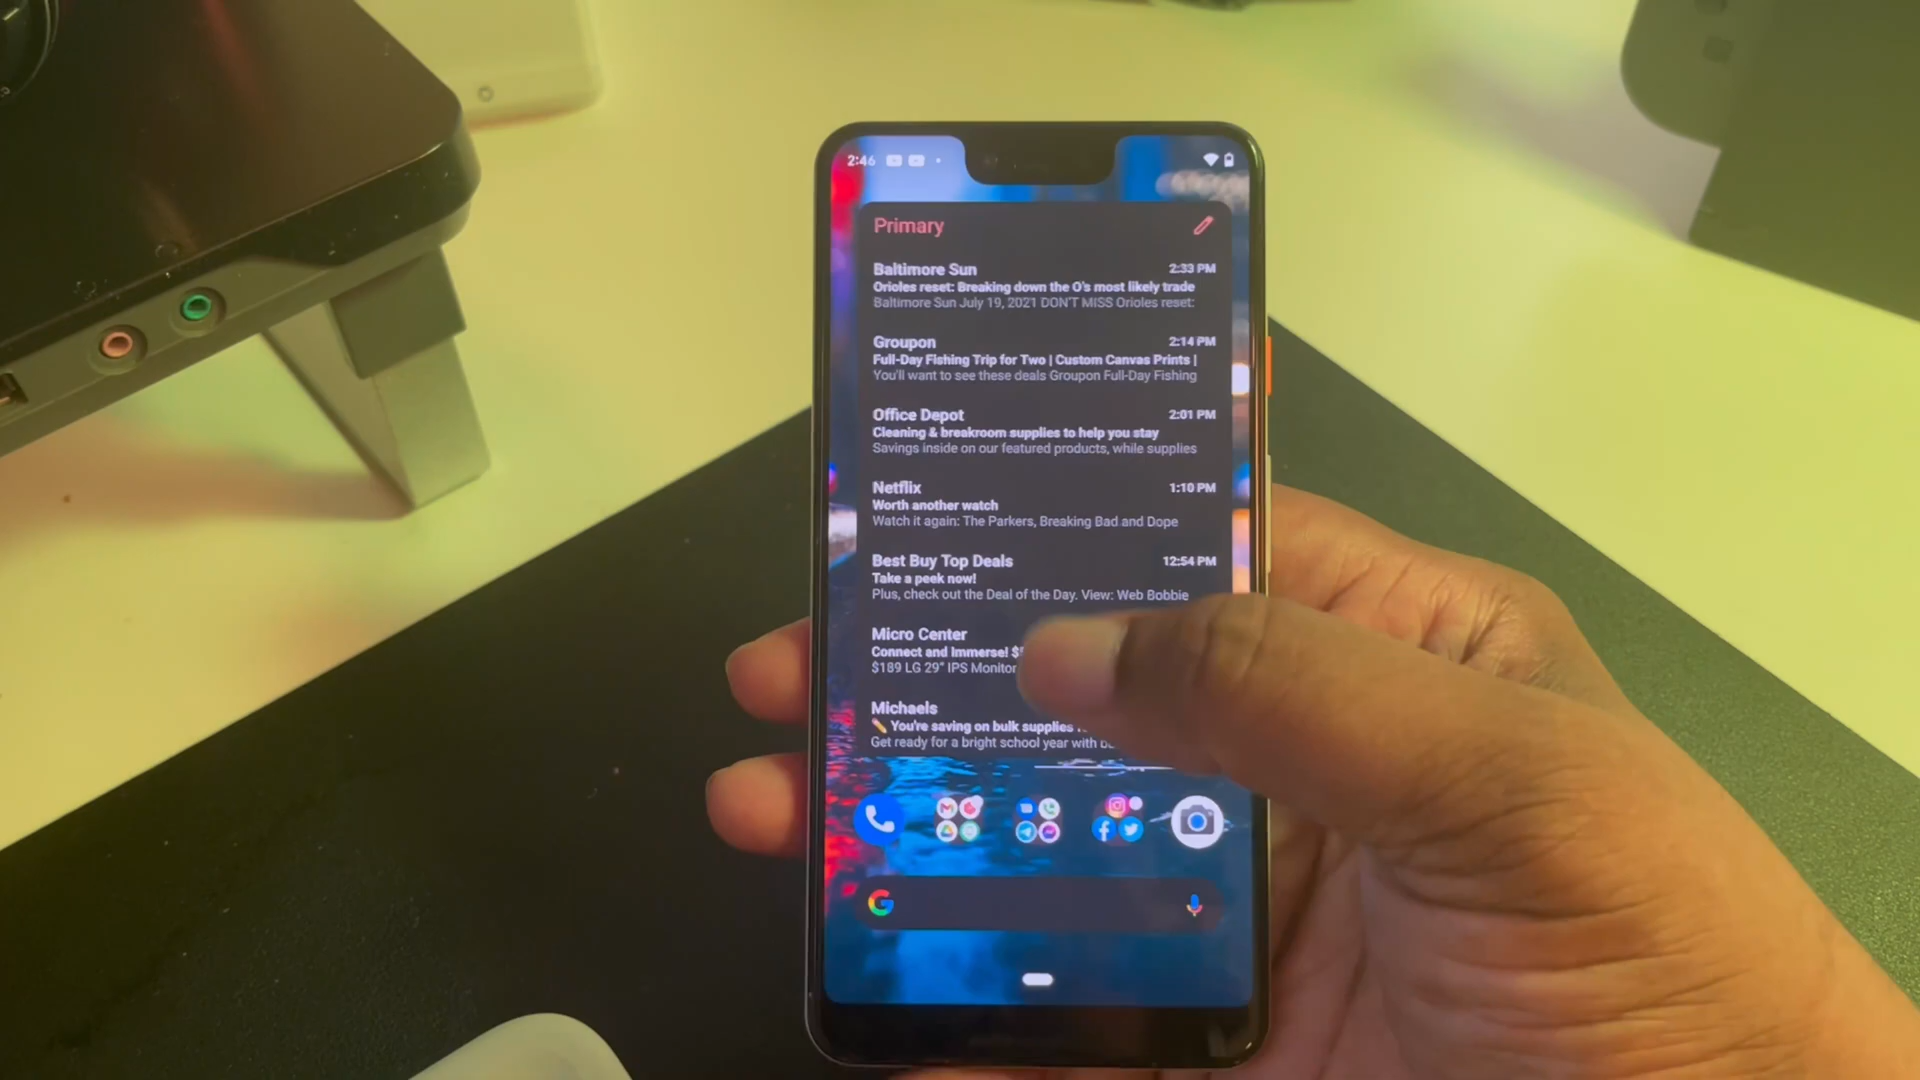 2:46
Primary
Baltimore Sun 2:33 PM
Orioles reset: Breaking down the O's most likely trade
Baltimore Sun July 19, 2021 DON'T MISS Orioles reset:
Groupon 2:14 PM
Full-Day Fishing Trip for Two | Custom Canvas Prints |
You'll want to see these deals Groupon Full-Day Fishing
Office Depot 2:01 PM
Cleaning & breakroom supplies to help you stay
Savings inside on our featured products, while supplies
Netflix 1:10 PM
Worth another watch
Watch it again: The Parkers, Breaking Bad and Dope
Best Buy Top Deals 12:54 PM
Take a peek now!
Plus, check out the Deal of the Day. View: Web Bobbie
Micro Center
Connect and Immerse!
$189 LG 29" IPS Monitor
Michaels
✏️ You're saving on bulk supplies
Get ready for a bright school year with